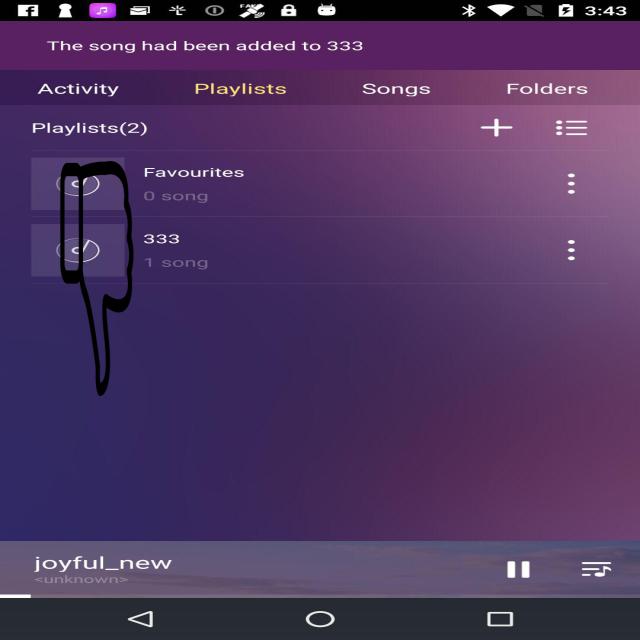 3:43
The song had been added to 333
Activity Playlists Songs Folders
Playlists(2)
Favourites
0 song
333
1 song
joyful_new
<unknown>